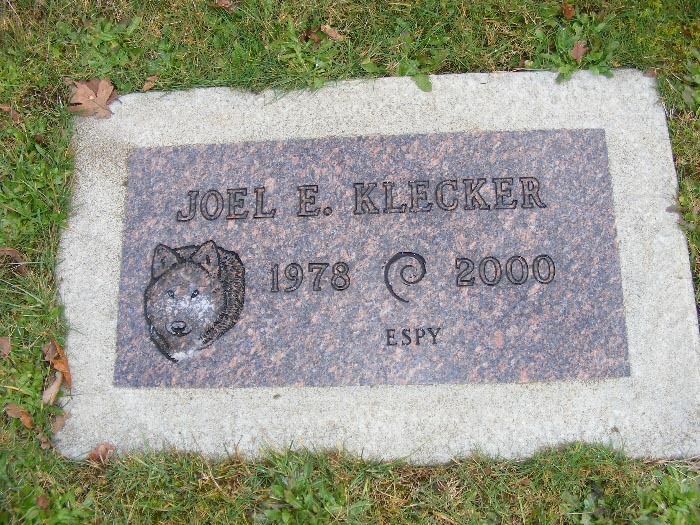 JOEL E. KLECKER
1978 2000
ESPY